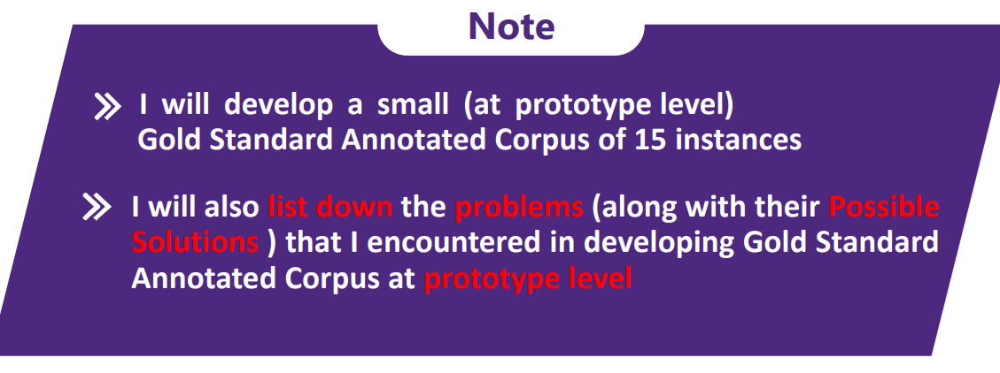 Note
I will develop a small (at prototype level)
Gold Standard Annotated Corpus of 15 instances
I will also list down the problems (along with their Possible
Solutions ) that I encountered in developing Gold Standard
Annotated Corpus at prototype level